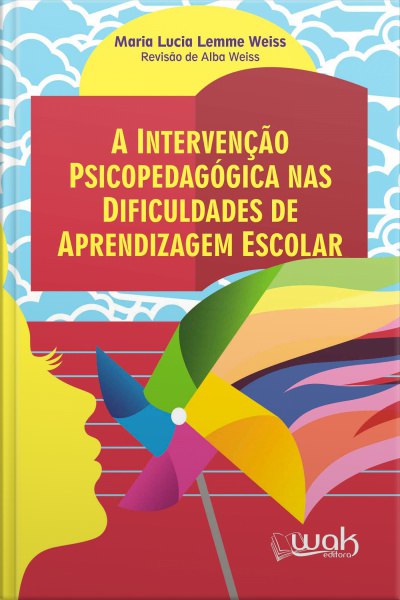 Maria Lucia Lemme Weiss
Revisão de Alba Weiss
A Intervenção
Psicopedagógica nas
Dificuldades de
Aprendizagem Escolar
wak
editora